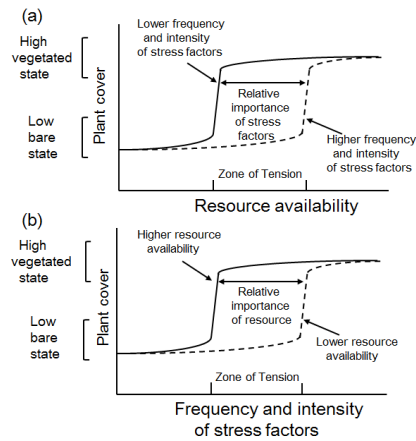 (a)
High
vegetated
state
Low
bare
state
Plant cover
Lower frequency
and intensity
of stress factors
Relative
importance
of stress
factors
Higher frequency
and intensity
of stress factors
Zone of Tension
Resource availability
(b)
High
vegetated
state
Low
bare
state
Plant cover
Higher resource
availability
Relative
importance
of resource
Lower resource
availability
Zone of Tension
Frequency and intensity
of stress factors